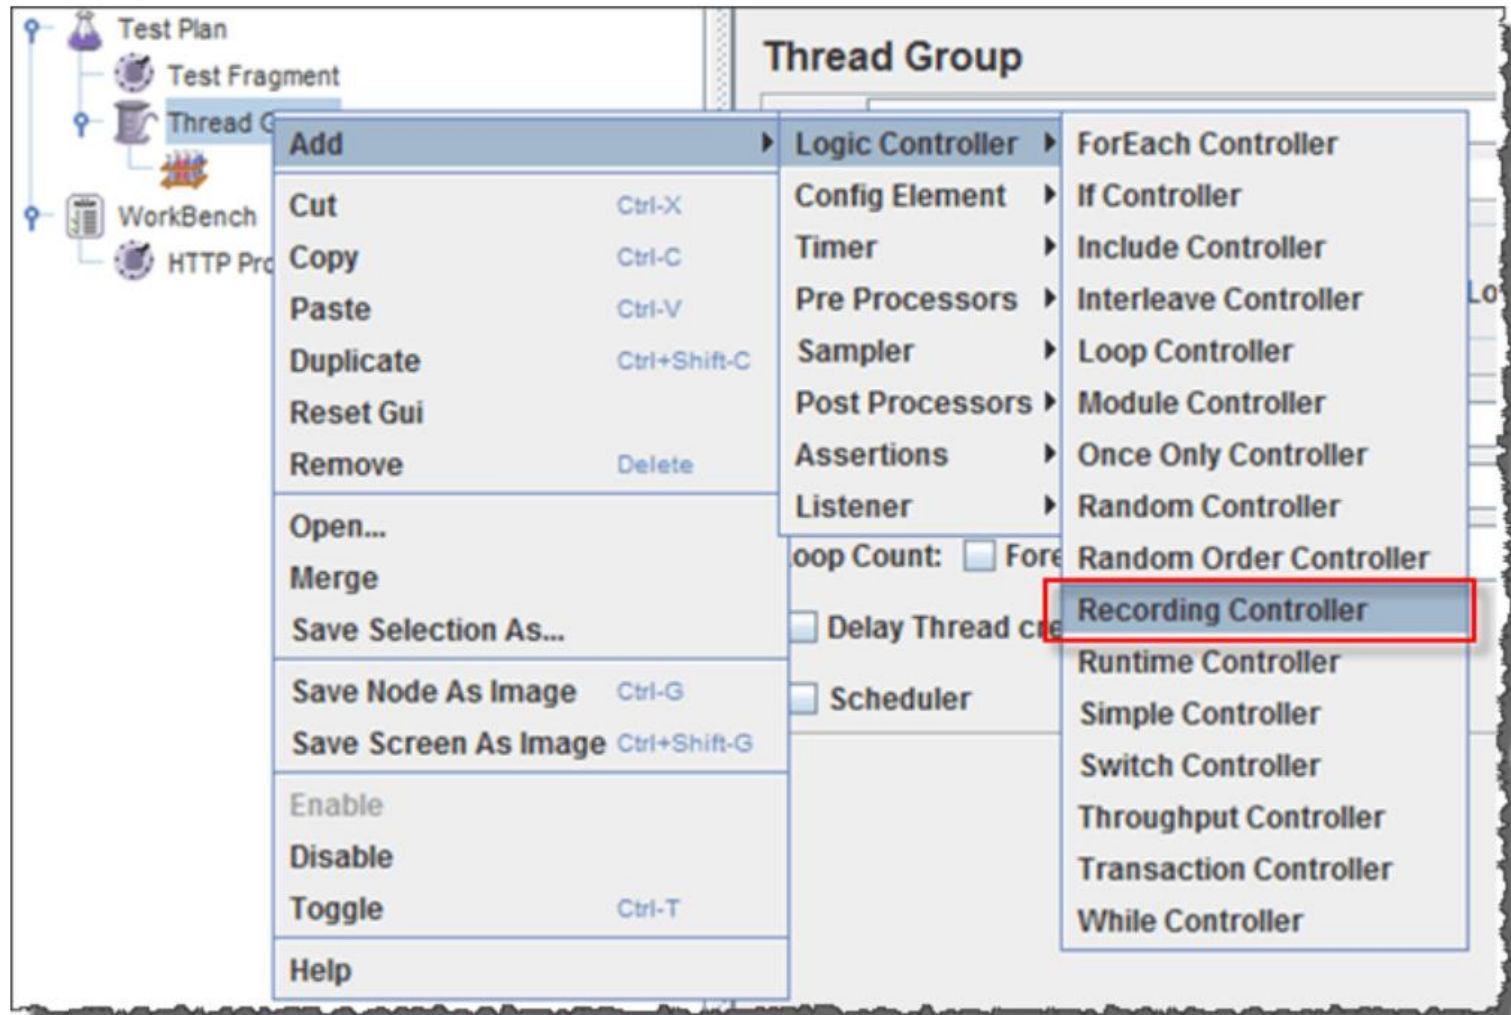 Test Plan
Test Fragment
Thread G
WorkBench
HTTP Pro
Thread Group
Add
Cut Ctrl-X
Copy Ctrl-C
Paste Ctrl-V
Duplicate Ctrl+Shift-C
Reset Gui
Remove Delete
Open...
Merge
Save Selection As...
Save Node As Image Ctrl-G
Save Screen As Image Ctrl+Shift-G
Enable
Disable
Toggle Ctrl-T
Help
Logic Controller
Config Element
Timer
Pre Processors
Sampler
Post Processors
Assertions
Listener
oop Count: Fore
Delay Thread cre
Scheduler
ForEach Controller
If Controller
Include Controller
Interleave Controller
Loop Controller
Module Controller
Once Only Controller
Random Controller
Random Order Controller
Recording Controller
Runtime Controller
Simple Controller
Switch Controller
Throughput Controller
Transaction Controller
While Controller